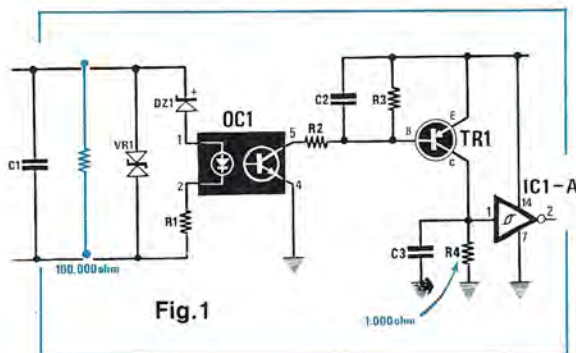 C1
100.000 ohm
VR1
DZ1
+
1
2
R1
OC1
5
4
R2
C2
R3
B
E
C
TR1
C3
R4
1.000 ohm
IC1-A
1
14
2
7
Fig.1